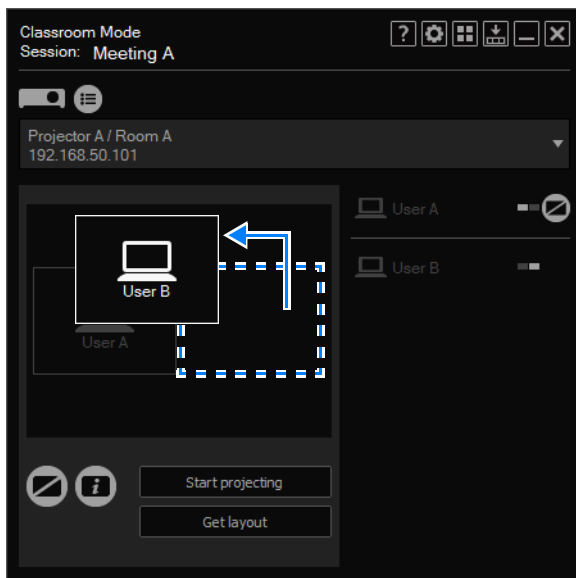 Classroom Mode
Session: Meeting A
Projector A / Room A
192.168.50.101
User A
User B
User B
User A
Start projecting
Get layout